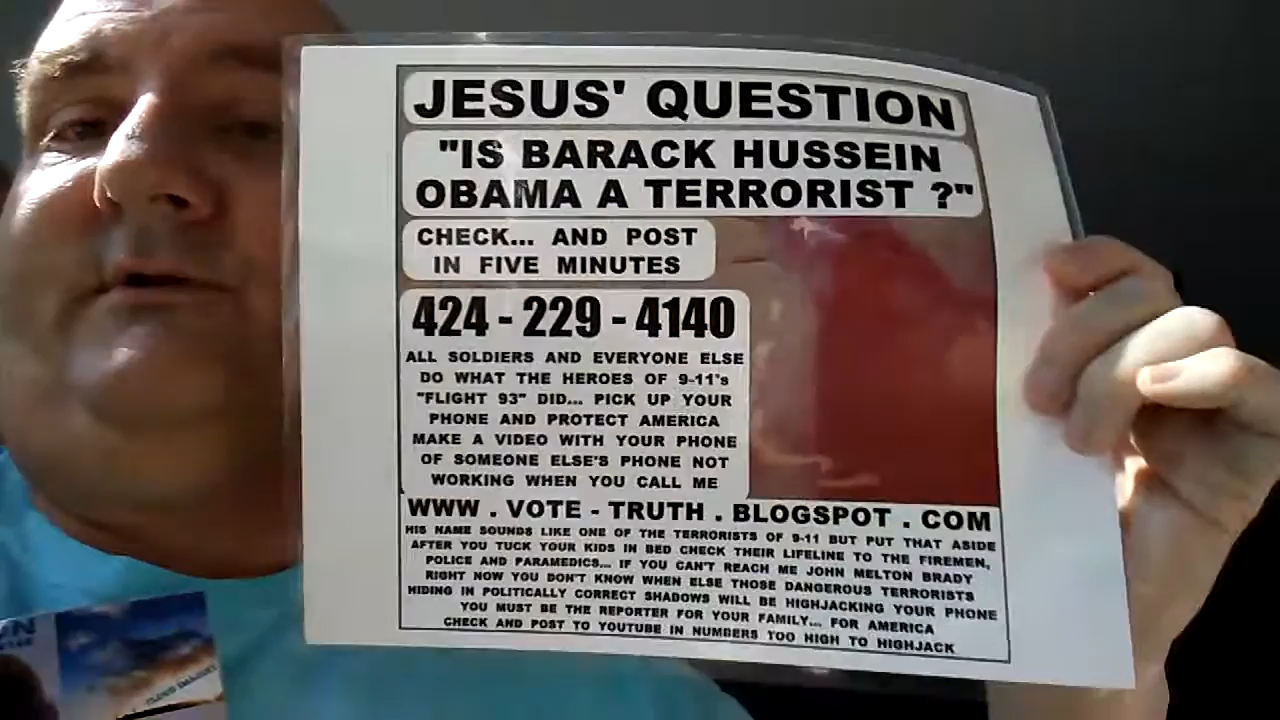 JESUS' QUESTION
"IS BARACK HUSSEIN
OBAMA A TERRORIST ?"
CHECK... AND POST
IN FIVE MINUTES
424 - 229 - 4140
ALL SOLDIERS AND EVERYONE ELSE
DO WHAT THE HEROES OF 9-11's
"FLIGHT 93" DID... PICK UP YOUR
PHONE AND PROTECT AMERICA
MAKE A VIDEO WITH YOUR PHONE
OF SOMEONE ELSE'S PHONE NOT
WORKING WHEN YOU CALL ME
WWW . VOTE - TRUTH . BLOGSPOT . COM
HIS NAME SOUNDS LIKE ONE OF THE TERRORISTS OF 9-11 BUT PUT THAT ASIDE
AFTER YOU TUCK YOUR KIDS IN BED CHECK THEIR LIFELINE TO THE FIREMEN,
POLICE AND PARAMEDICS... IF YOU CAN'T REACH ME JOHN MELTON BRADY
RIGHT NOW YOU DON'T KNOW WHEN ELSE THOSE DANGEROUS TERRORISTS
HIDING IN POLITICALLY CORRECT SHADOWS WILL BE HIGHJACKING YOUR PHONE
YOU MUST BE THE REPORTER FOR YOUR FAMILY... FOR AMERICA
CHECK AND POST TO YOUTUBE IN NUMBERS TOO HIGH TO HIGHJACK